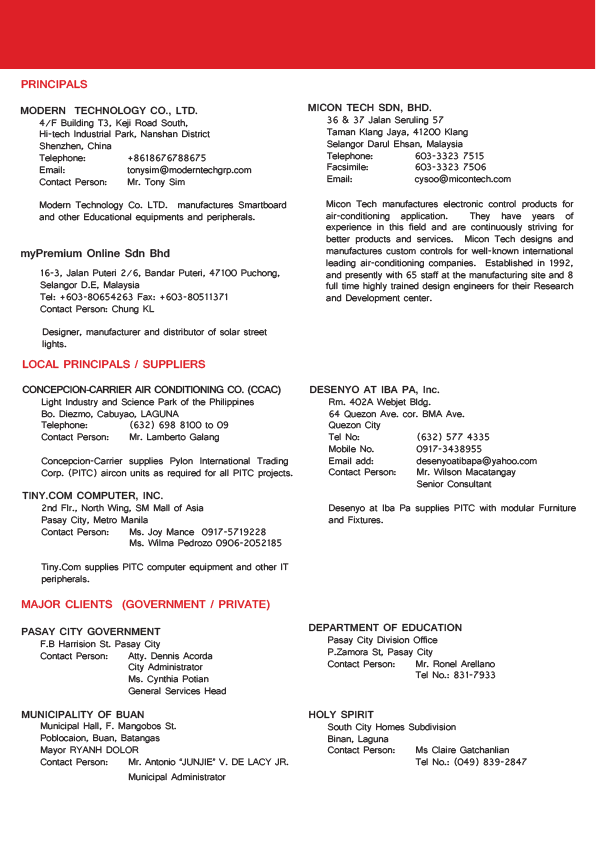 PRINCIPALS
MODERN TECHNOLOGY CO., LTD.
4/F Building T3, Keji Road South,
Hi-tech Industrial Park, Nanshan District
Shenzhen, China
Telephone: +8618676788675
Email: tonysim@moderntechgrp.com
Contact Person: Mr. Tony Sim
Modern Technology Co. LTD. manufactures Smartboard
and other Educational equipments and peripherals.
myPremium Online Sdn Bhd
16-3, Jalan Puteri 2/6, Bandar Puteri, 47100 Puchong,
Selangor D.E, Malaysia
Tel: +603-80654263 Fax: +603-80511371
Contact Person: Chung KL
Designer, manufacturer and distributor of solar street
lights.
MICON TECH SDN, BHD.
36 & 37 Jalan Seruling 57
Taman Klang Jaya, 41200 Klang
Selangor Darul Ehsan, Malaysia
Telephone: 603-3323 7515
Facsimile: 603-3323 7506
Email: cysoo@micontech.com
Micon Tech manufactures electronic control products for
air-conditioning application. They have years of
experience in this field and are continuously striving for
better products and services. Micon Tech designs and
manufactures custom controls for well-known international
leading air-conditioning companies. Established in 1992,
and presently with 65 staff at the manufacturing site and 8
full time highly trained design engineers for their Research
and Development center.
LOCAL PRINCIPALS / SUPPLIERS
CONCEPCION-CARRIER AIR CONDITIONING CO. (CCAC)
Light Industry and Science Park of the Philippines
Bo. Diezmo, Cabuyao, LAGUNA
Telephone: (632) 698 8100 to 09
Contact Person: Mr. Lamberto Galang
Concepcion-Carrier supplies Pylon International Trading
Corp. (PITC) aircon units as required for all PITC projects.
TINY.COM COMPUTER, INC.
2nd Flr., North Wing, SM Mall of Asia
Pasay City, Metro Manila
Contact Person: Ms. Joy Mance 0917-5719228
Ms. Wilma Pedrozo 0906-2052185
Tiny.Com supplies PITC computer equipment and other IT
peripherals.
DESENYO AT IBA PA, Inc.
Rm. 402A Webjet Bldg.
64 Quezon Ave. cor. BMA Ave.
Quezon City
Tel No: (632) 577 4335
Mobile No. 0917-3438955
Email add: desenyoatibapa@yahoo.com
Contact Person: Mr. Wilson Macatangay
Senior Consultant
Desenyo at Iba Pa supplies PITC with modular Furniture
and Fixtures.
MAJOR CLIENTS (GOVERNMENT / PRIVATE)
PASAY CITY GOVERNMENT
F.B Harrision St. Pasay City
Contact Person: Atty. Dennis Acorda
City Administrator
Ms. Cynthia Potian
General Services Head
MUNICIPALITY OF BUAN
Municipal Hall, F. Mangobos St.
Poblocaion, Buan, Batangas
Mayor RYANH DOLOR
Contact Person: Mr. Antonio "JUNJIE" V. DE LACY JR.
Municipal Administrator
DEPARTMENT OF EDUCATION
Pasay City Division Office
P.Zamora St, Pasay City
Contact Person: Mr. Ronel Arellano
Tel No.: 831-7933
HOLY SPIRIT
South City Homes Subdivision
Binan, Laguna
Contact Person: Ms Claire Gatchanlian
Tel No.: (049) 839-2847